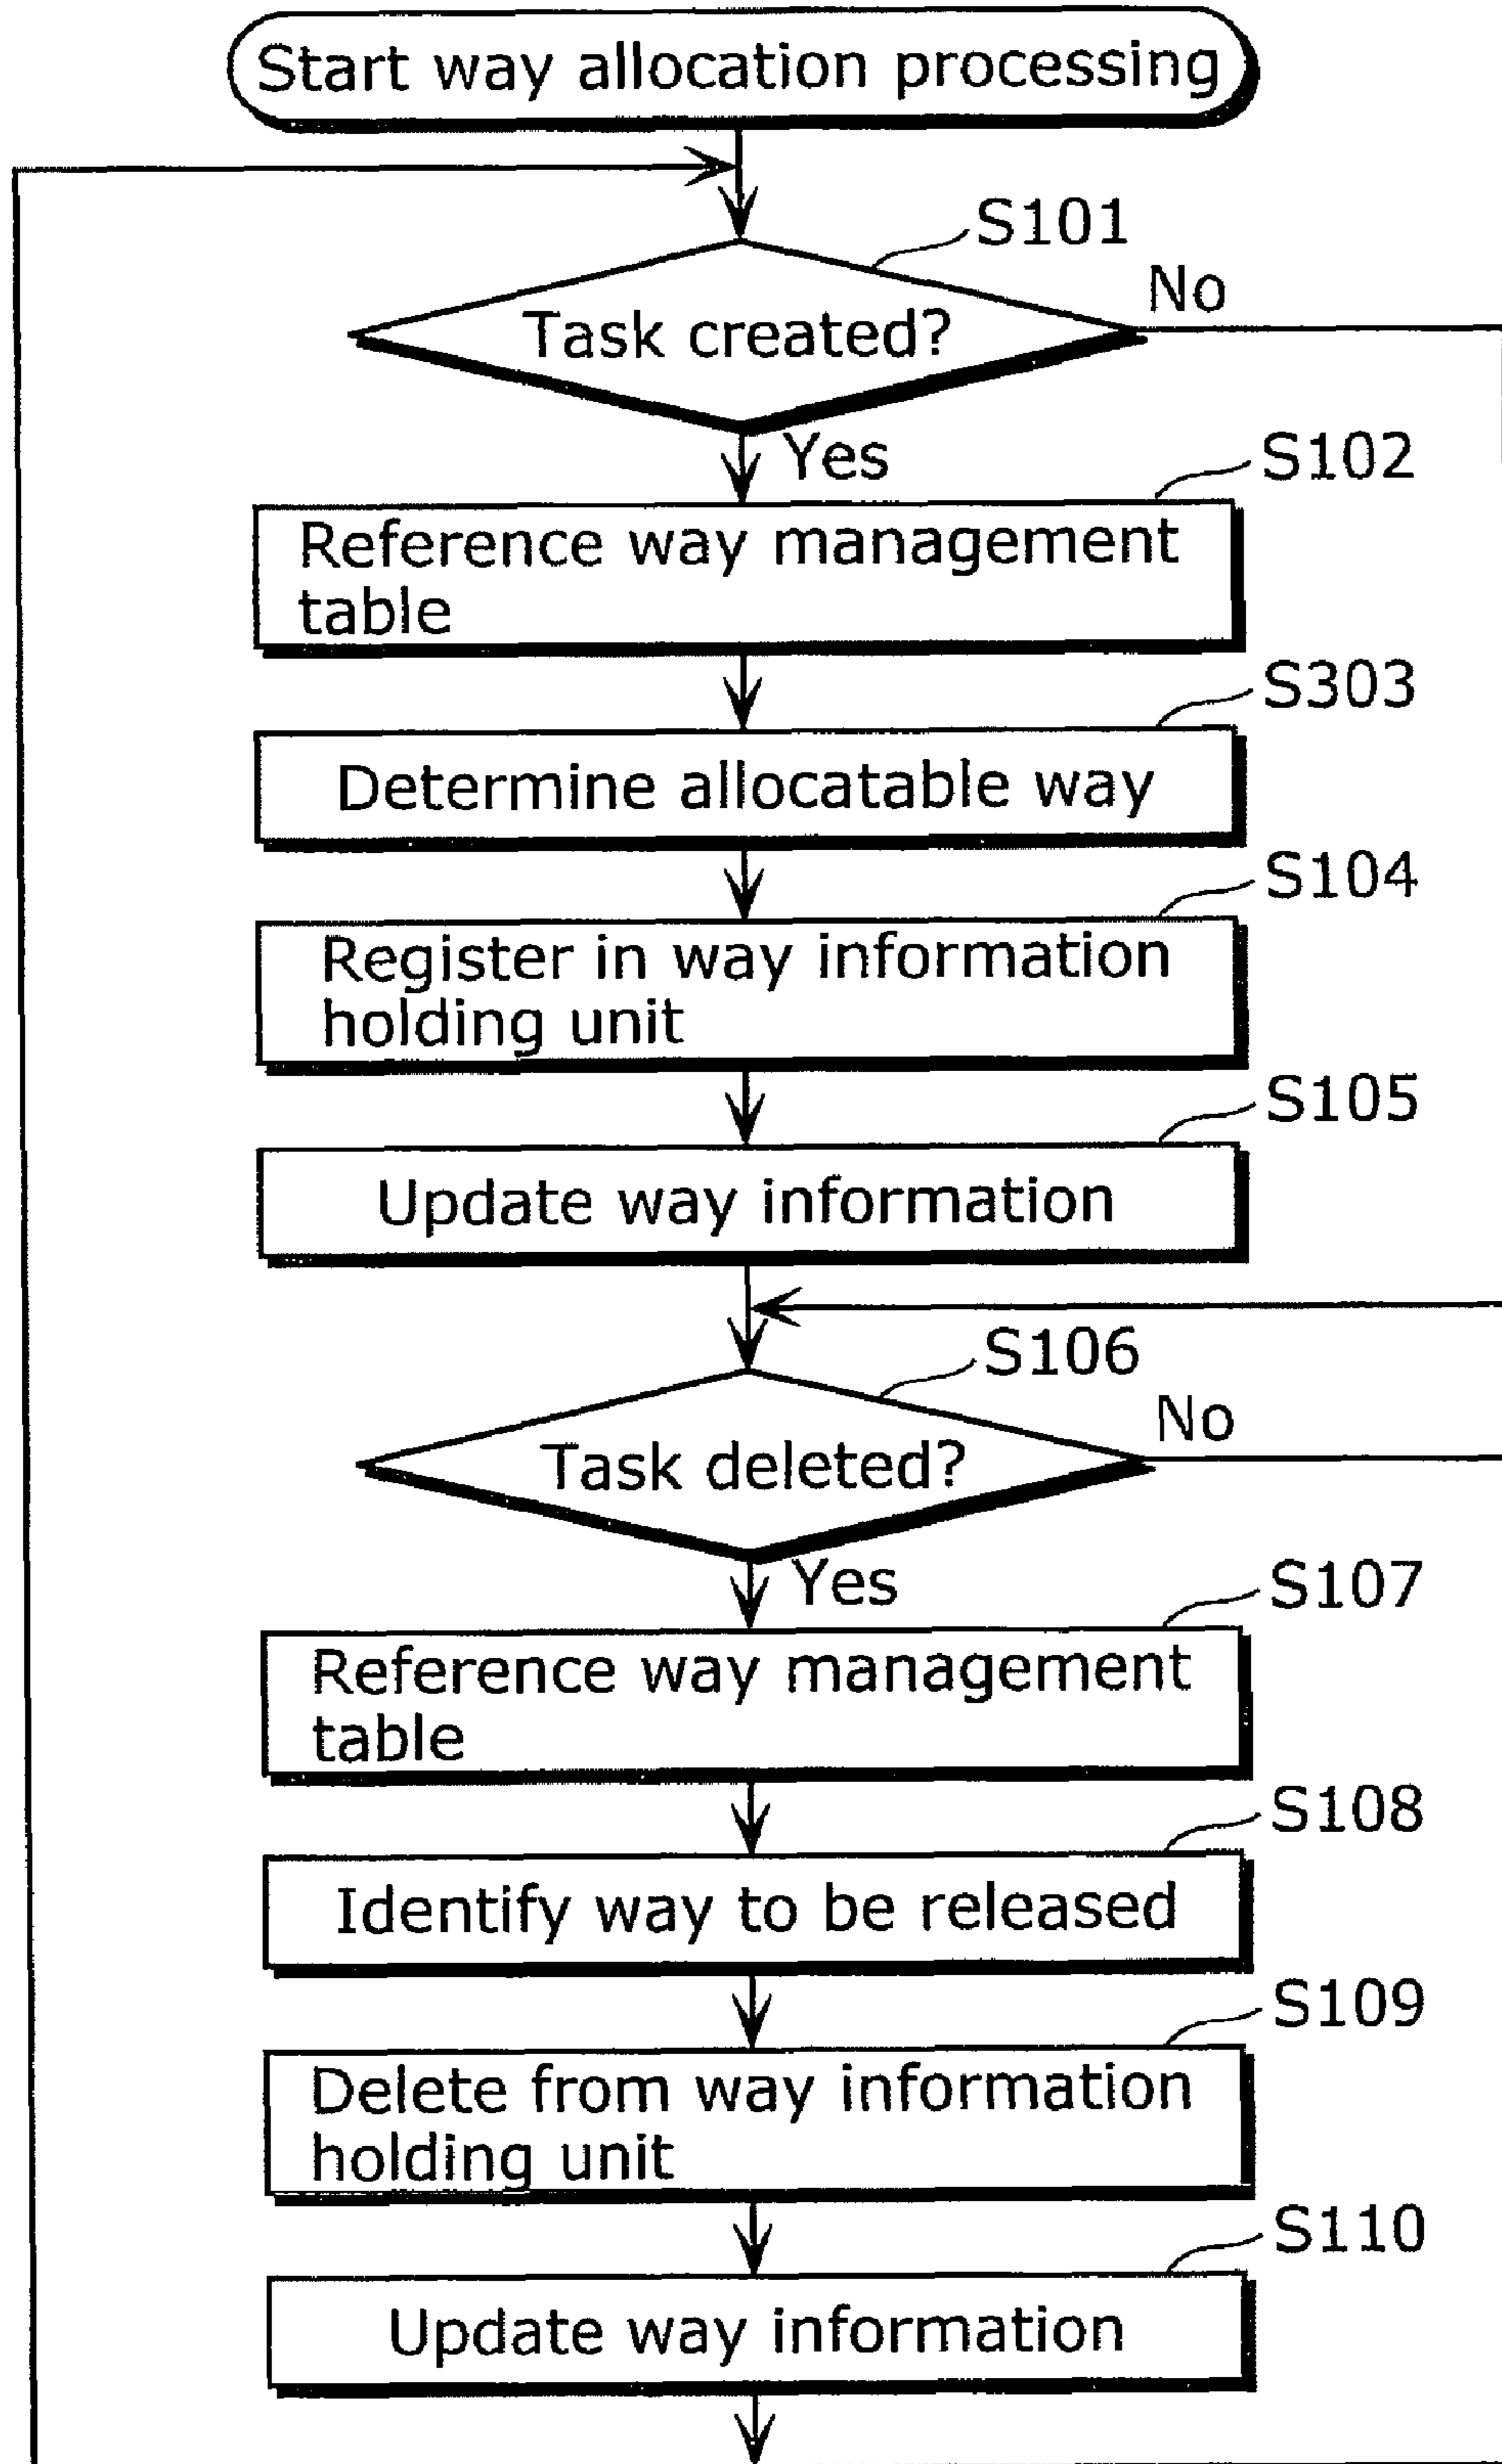 Start way allocation processing
S101
No
Task created?
Yes
S102
Reference way management
table
S303
Determine allocatable way
S104
Register in way information
holding unit
S105
Update way information
S106
No
Task deleted?
Yes
S107
Reference way management
table
S108
Identify way to be released
S109
Delete from way information
holding unit
S110
Update way information